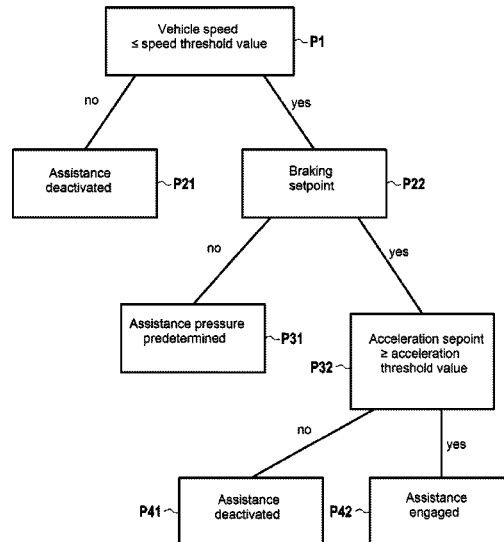 Vehicle speed
≤ speed threshold value
P1
no
yes
Assistance
deactivated
P21
Braking
setpoint
P22
no
yes
Assistance pressure
predetermined
P31
Acceleration sepoint
≥ acceleration
threshold value
P32
no
yes
P41
Assistance
deactivated
P42
Assistance
engaged